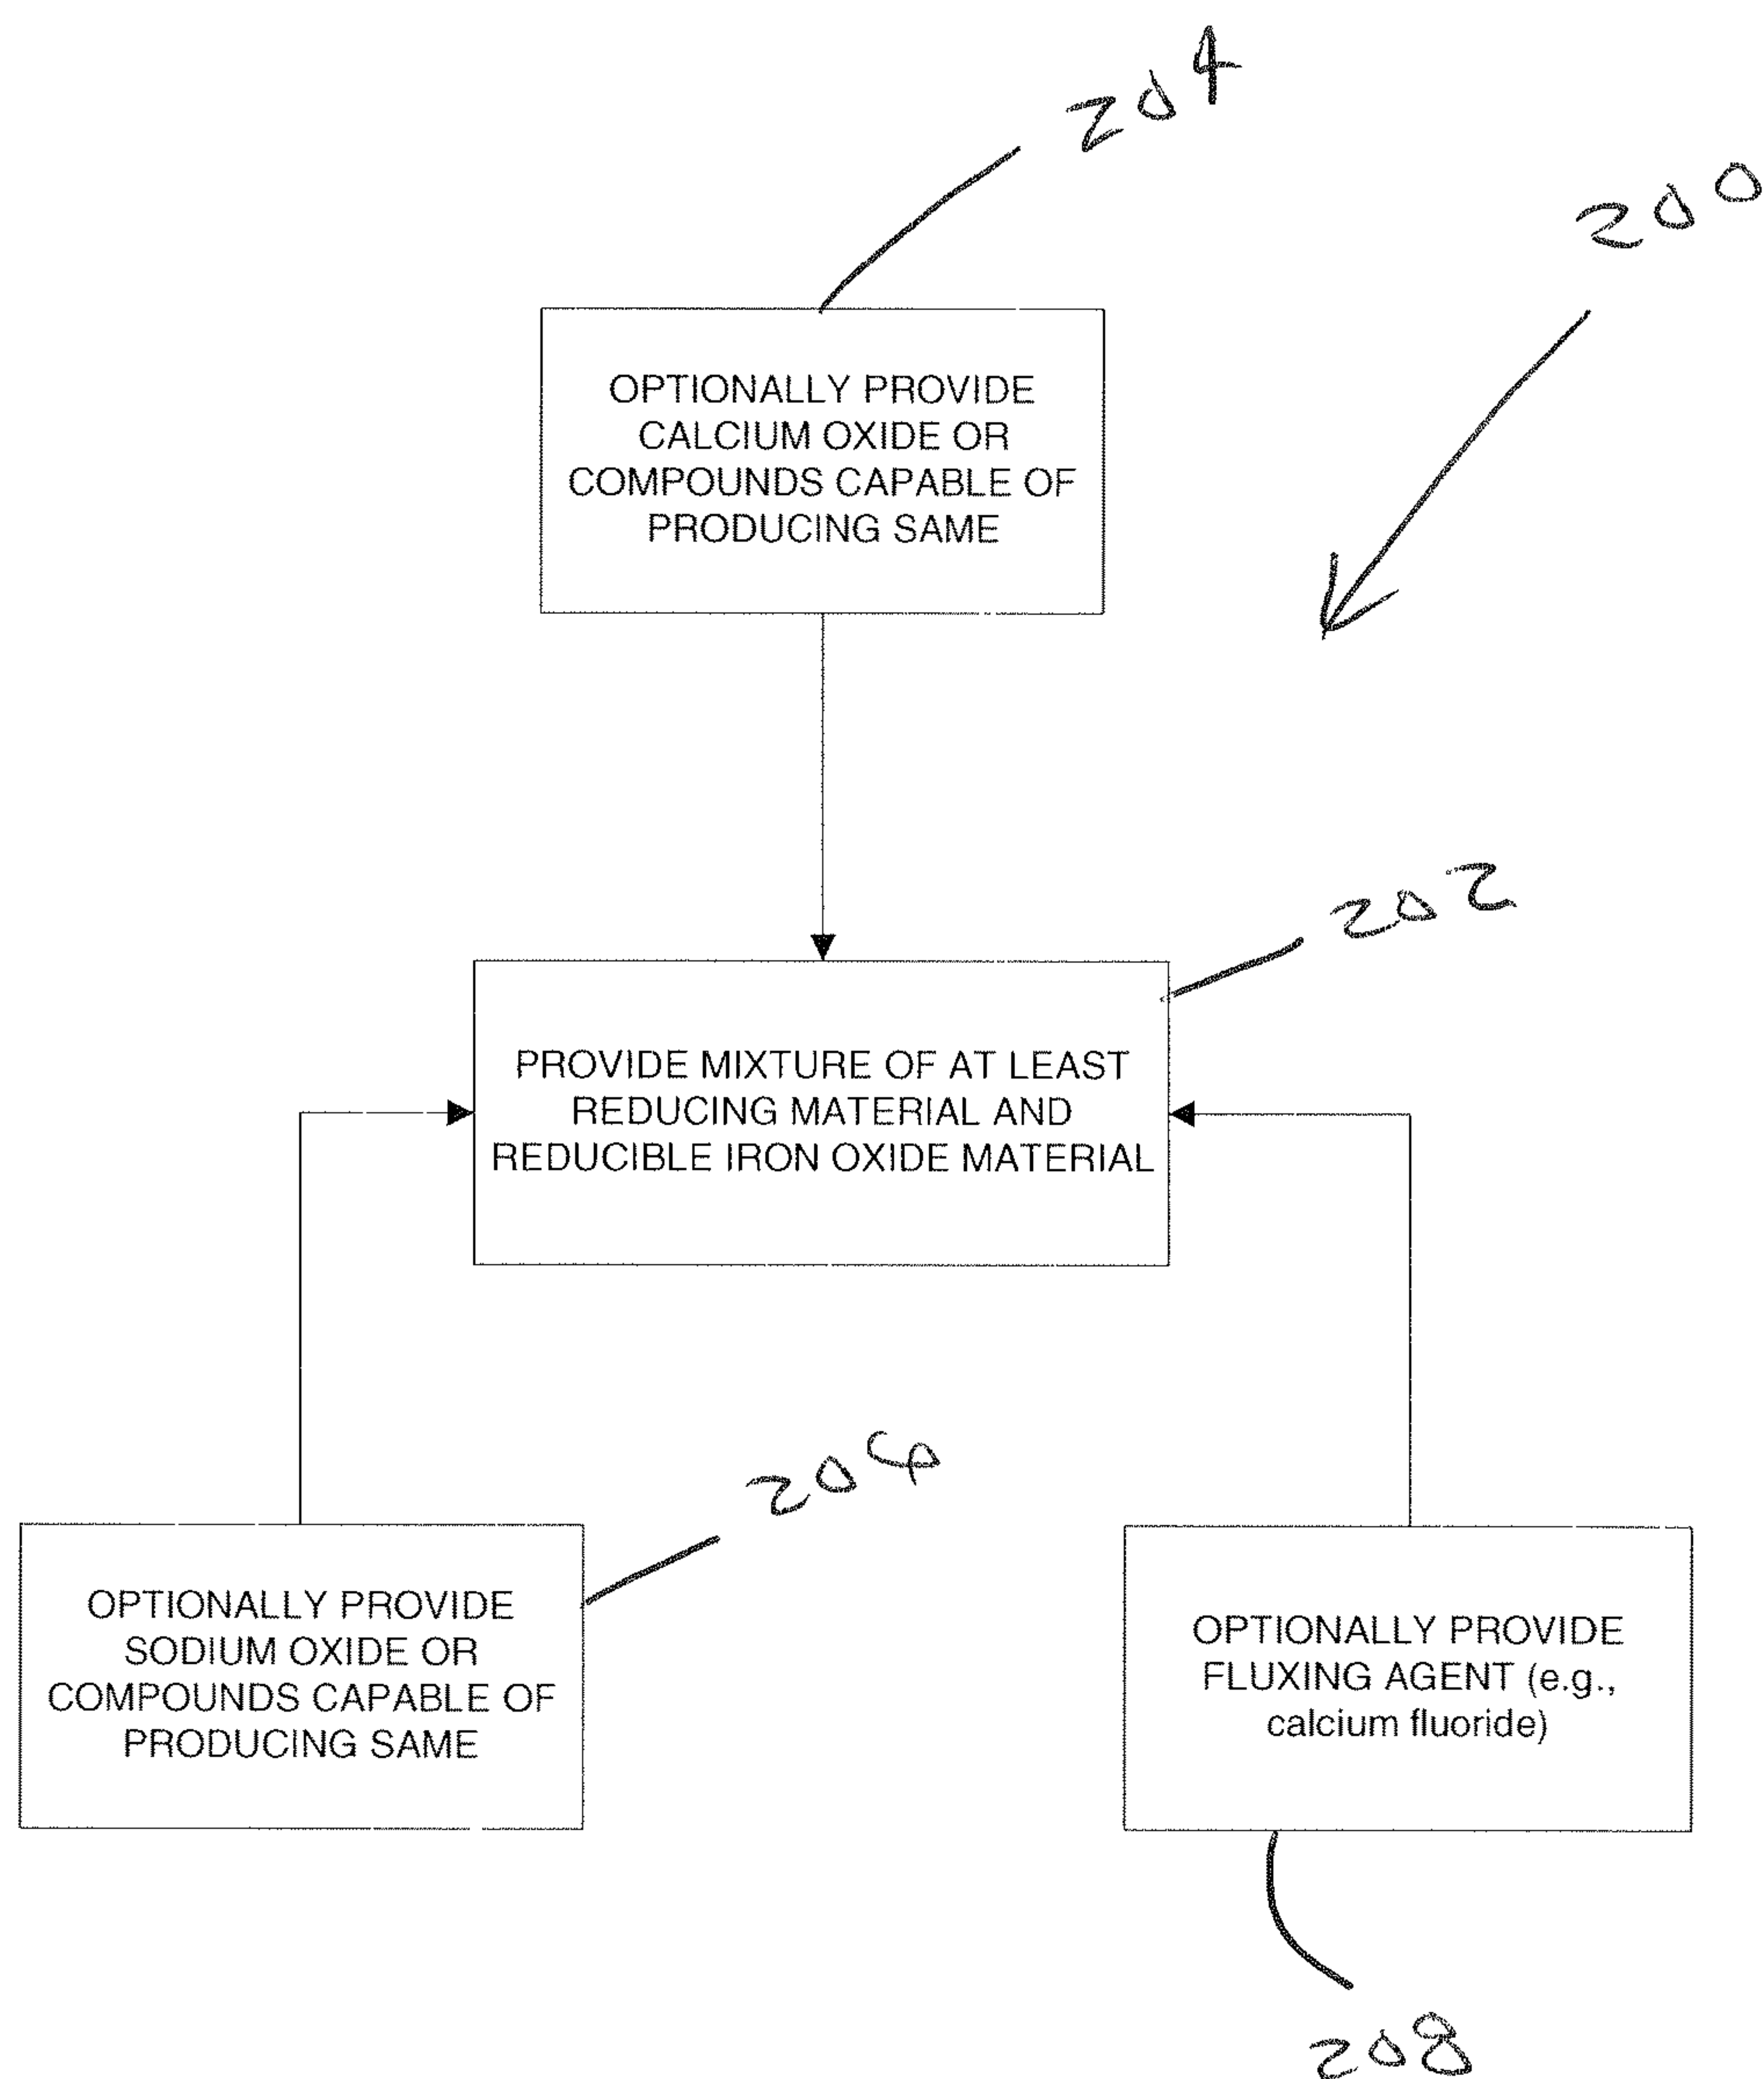 204
200
OPTIONALLY PROVIDE
CALCIUM OXIDE OR
COMPOUNDS CAPABLE OF
PRODUCING SAME
202
PROVIDE MIXTURE OF AT LEAST
REDUCING MATERIAL AND
REDUCIBLE IRON OXIDE MATERIAL
206
OPTIONALLY PROVIDE
SODIUM OXIDE OR
COMPOUNDS CAPABLE OF
PRODUCING SAME
OPTIONALLY PROVIDE
FLUXING AGENT (e.g.,
calcium fluoride)
208